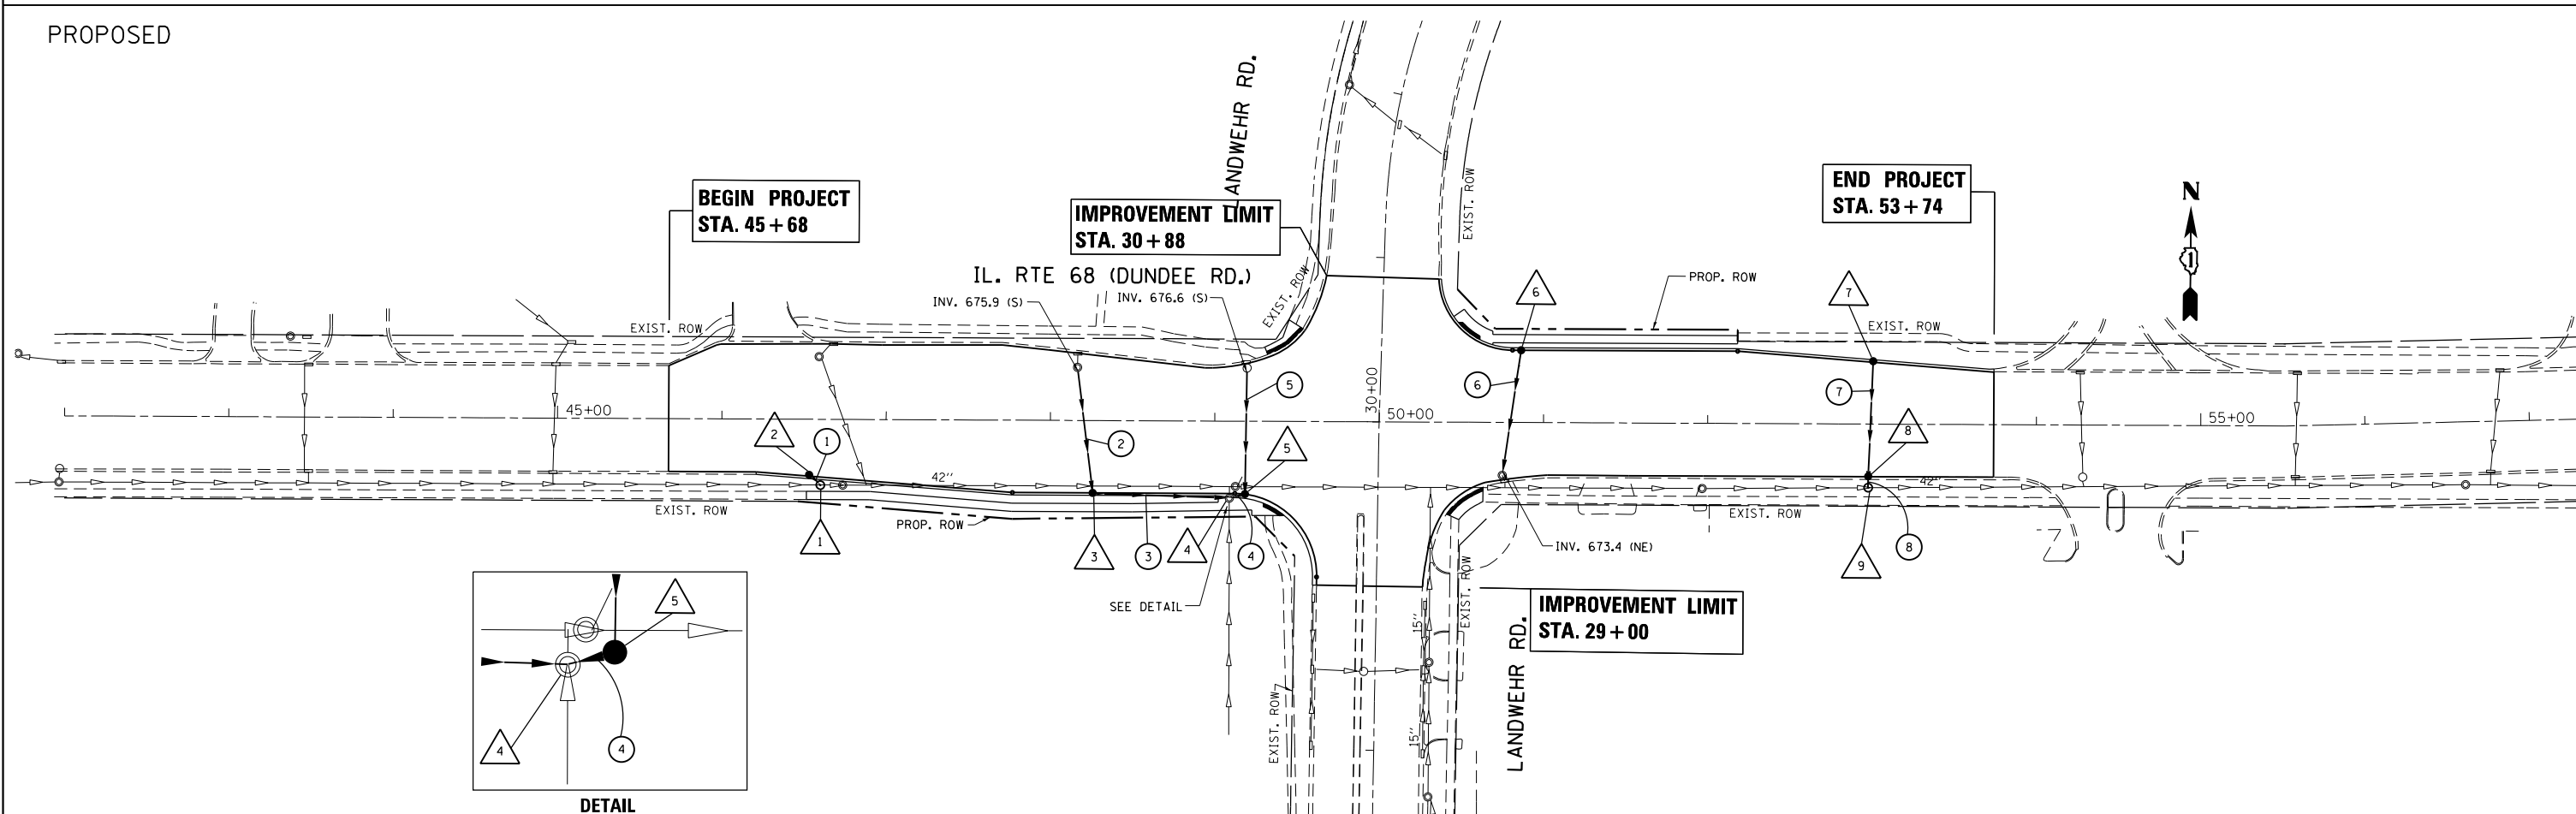 PROPOSED
LANDWEHR RD.
N
1
BEGIN PROJECT
STA. 45+68
IMPROVEMENT LIMIT
STA. 30+88
END PROJECT
STA. 53+74
EXIST. ROW
IL. RTE 68 (DUNDEE RD.)
INV. 675.9 (S)
INV. 676.6 (S)
EXIST. ROW
EXIST. ROW
PROP. ROW
6
7
EXIST. ROW
5
6
7
45+00
30+00
50+00
55+00
2
1
2
5
8
42"
42"
EXIST. ROW
PROP. ROW
EXIST. ROW
1
3
3
4
4
INV. 673.4 (NE)
9
8
SEE DETAIL
EXIST. ROW
15"
IMPROVEMENT LIMIT
STA. 29+00
LANDWEHR RD.
EXIST. ROW
15"
5
4
4
DETAIL